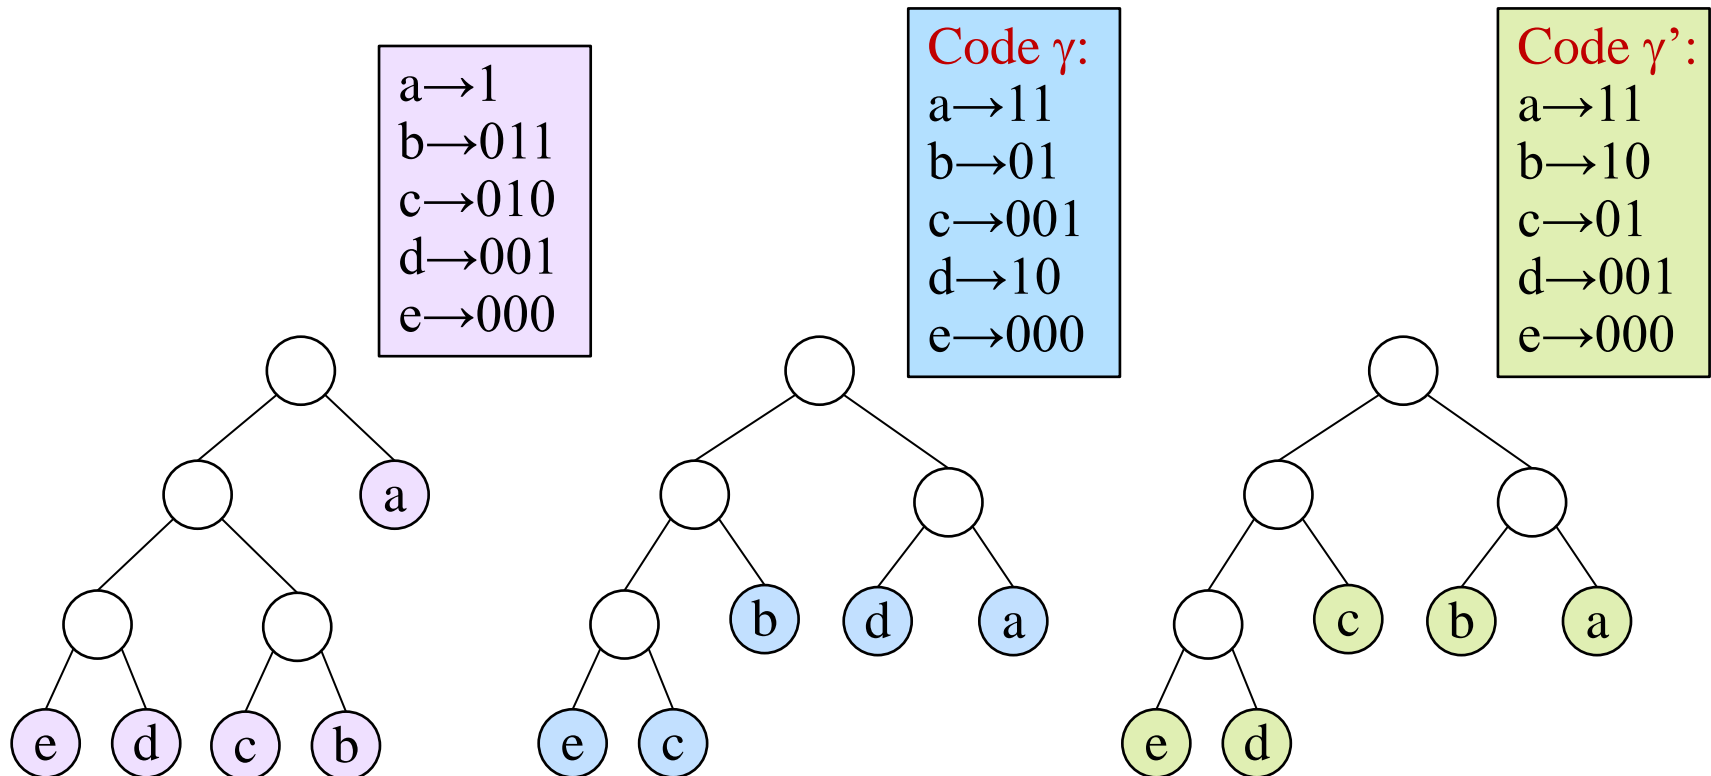 a→1
b→011
c→010
d→001
e→000
Code γ:
a→11
b→01
c→001
d→10
e→000
Code γ’:
a→11
b→10
c→01
d→001
e→000
a
e
d
c
b
b
d
a
e
c
c
b
a
e
d